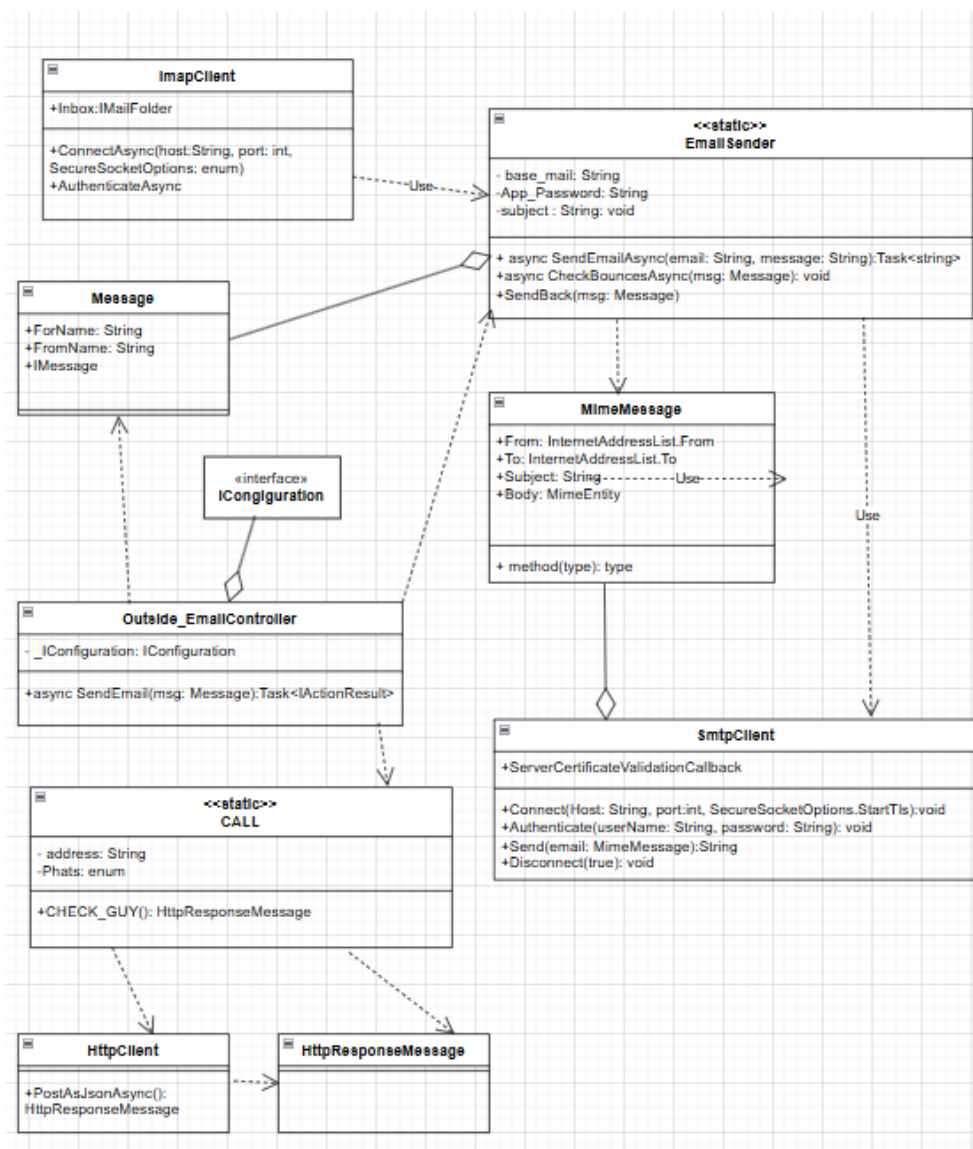 ImapClient
+Inbox:IMailFolder
+ConnectAsync(host:String, port: int,
SecureSocketOptions: enum)
+AuthenticateAsync
Use
<<static>>
EmailSender
- base_mail: String
-App_Password: String
-subject : String: void
+ async SendEmailAsync(email: String, message: String):Task<string>
+async CheckBouncesAsync(msg: Message): void
+SendBack(msg: Message)
Message
+ForName: String
+FromName: String
+IMessage
MimeMessage
+From: InternetAddressList.From
+To: InternetAddressList.To
+Subject: String
Use
+Body: MimeEntity
+ method(type): type
«interface»
ICongiguration
Use
Outside_EmailController
- _IConfiguration: IConfiguration
+async SendEmail(msg: Message):Task<IActionResult>
SmtpClient
+ServerCertificateValidationCallback
+Connect(Host: String, port:int, SecureSocketOptions.StartTls):void
+Authenticate(userName: String, password: String): void
+Send(email: MimeMessage):String
+Disconnect(true): void
<<static>>
CALL
- address: String
-Phats: enum
+CHECK_GUY(): HttpResponseMessage
HttpClient
+PostAsJsonAsync():
HttpResponseMessage
HttpResponseMessage